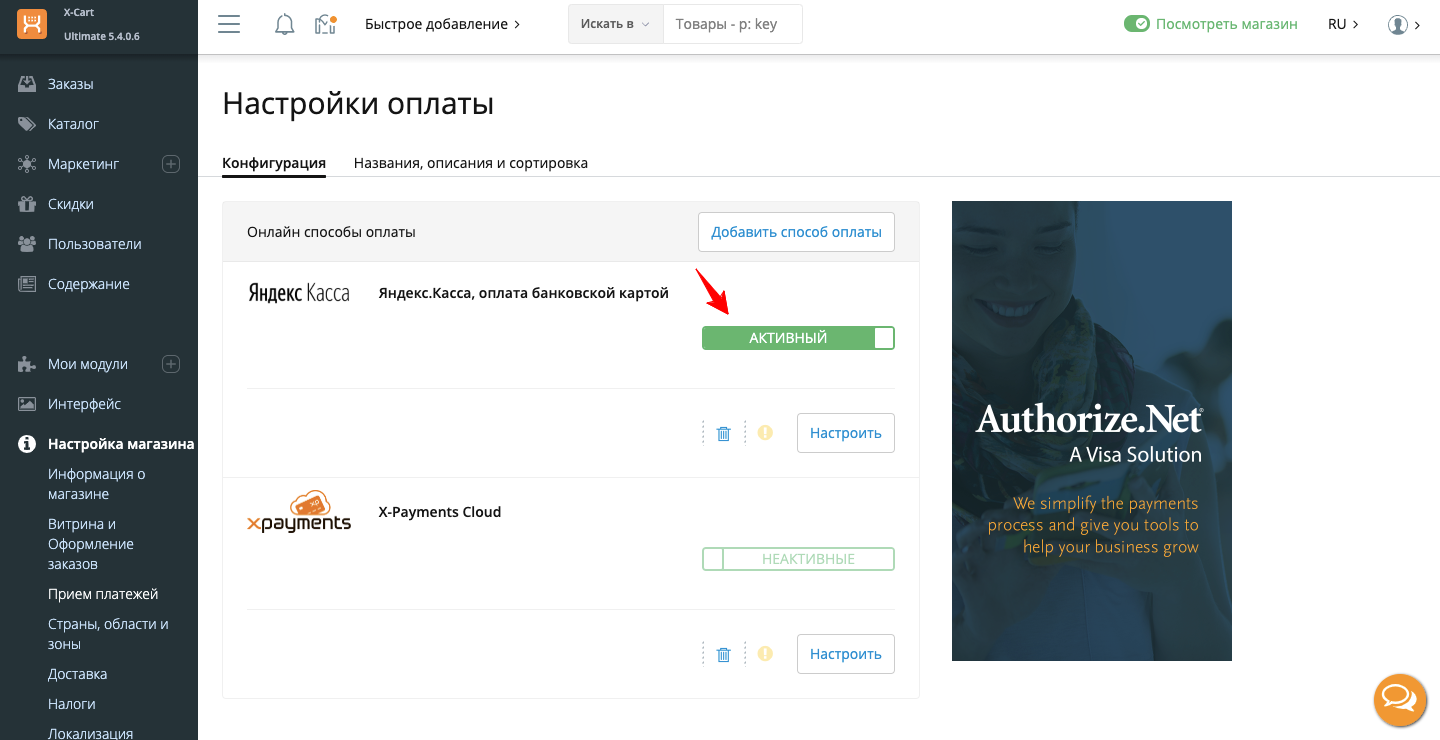 X-Cart
Ultimate 5.4.0.6
Быстрое добавление
Искать в
Товары - p: key
Посмотреть магазин
RU
Заказы
Каталог
Маркетинг
Скидки
Пользователи
Содержание
Мои модули
Интерфейс
Настройка магазина
Информация о
магазине
Витрина и
Оформление
заказов
Прием платежей
Страны, области и
зоны
Доставка
Налоги
Локализация
Настройки оплаты
Конфигурация
Названия, описания и сортировка
Онлайн способы оплаты
Добавить способ оплаты
Яндекс Касса
Яндекс.Касса, оплата банковской картой
АКТИВНЫЙ
Настроить
xp
xpayments
X-Payments Cloud
НЕАКТИВНЫЕ
Настроить
Authorize.Net®
A Visa Solution
We simplify the payments
process and give you tools to
help your business grow